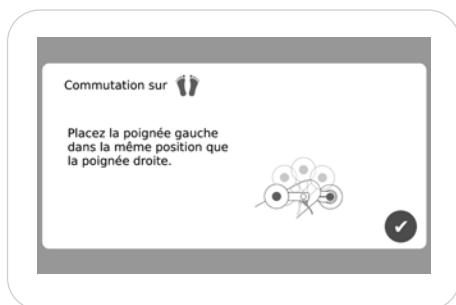 Commutation sur
Placez la poignée gauche
dans la même position que
la poignée droite.